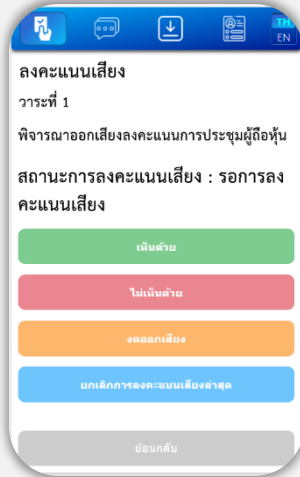 TH
EN
ลงคะแนนเสียง
วาระที่ 1
พิจารณาออกเสียงลงคะแนนการประชุมผู้ถือหุ้น
สถานะการลงคะแนนเสียง : รอการลง
คะแนนเสียง
เห็นด้วย
ไม่เห็นด้วย
งดออกเสียง
ยกเลิกการลงคะแนนเสียงล่าสุด
ย้อนกลับ